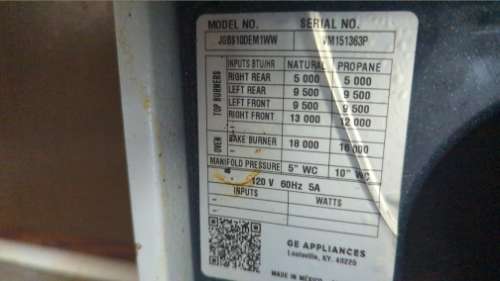 MODEL NO. SERIAL NO.
JGB810DEM1WW VM151363P
INPUTS BTU/HR NATURAL PROPANE
TOP BURNERS
RIGHT REAR 5 000 5 000
LEFT REAR 9 500 9 500
LEFT FRONT 9 500 9 500
RIGHT FRONT 13 000 12 000
–
OVEN
BAKE BURNER 18 000 16 000
–
MANIFOLD PRESSURE 5" WC 10" WC
120 V 60Hz 5A
INPUTS WATTS
–
–
GE APPLIANCES
Louisville, KY. 40225
MADE IN MÉXICO